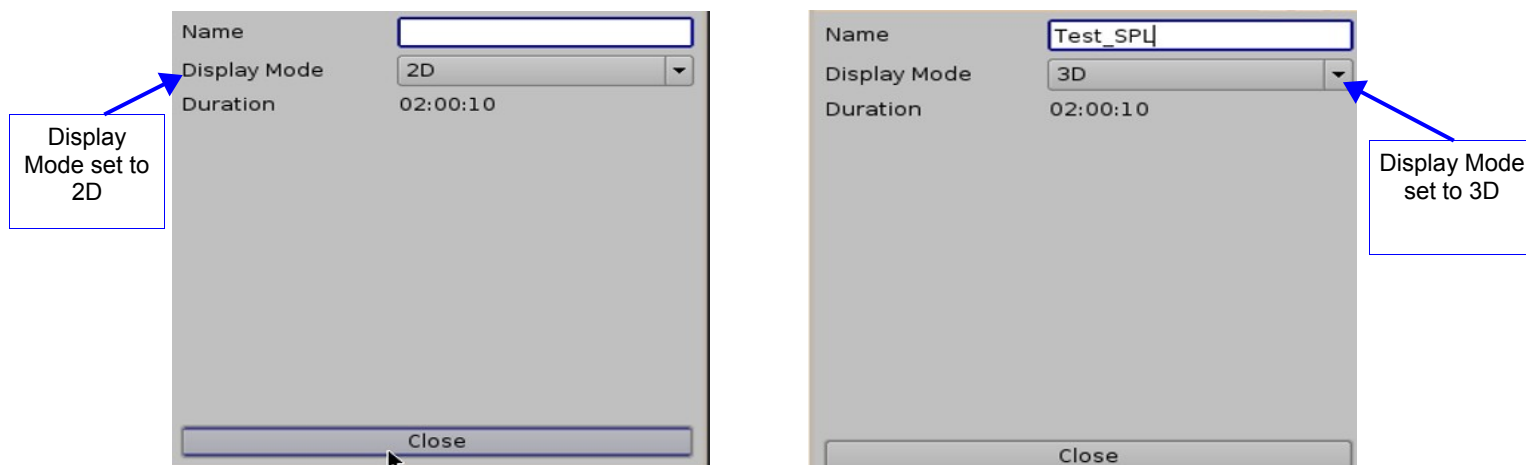 Name
Display Mode 2D
Duration 02:00:10
Close
Display
Mode set to
2D
Name Test_SPL
Display Mode 3D
Duration 02:00:10
Close
Display Mode
set to 3D